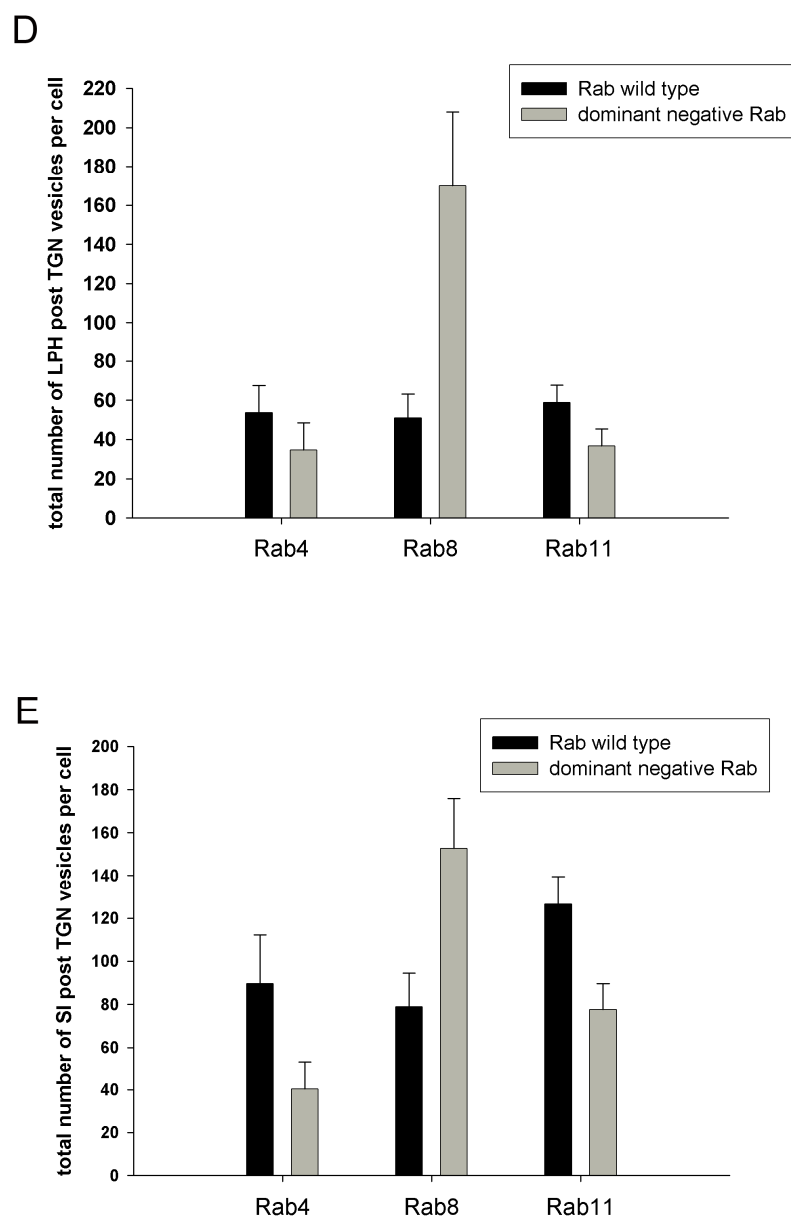 D
total number of LPH post TGN vesicles per cell
220
200
180
160
140
120
100
80
60
40
20
0
Rab wild type
dominant negative Rab
Rab4 Rab8 Rab11
E
total number of SI post TGN vesicles per cell
200
180
160
140
120
100
80
60
40
20
0
Rab wild type
dominant negative Rab
Rab4 Rab8 Rab11